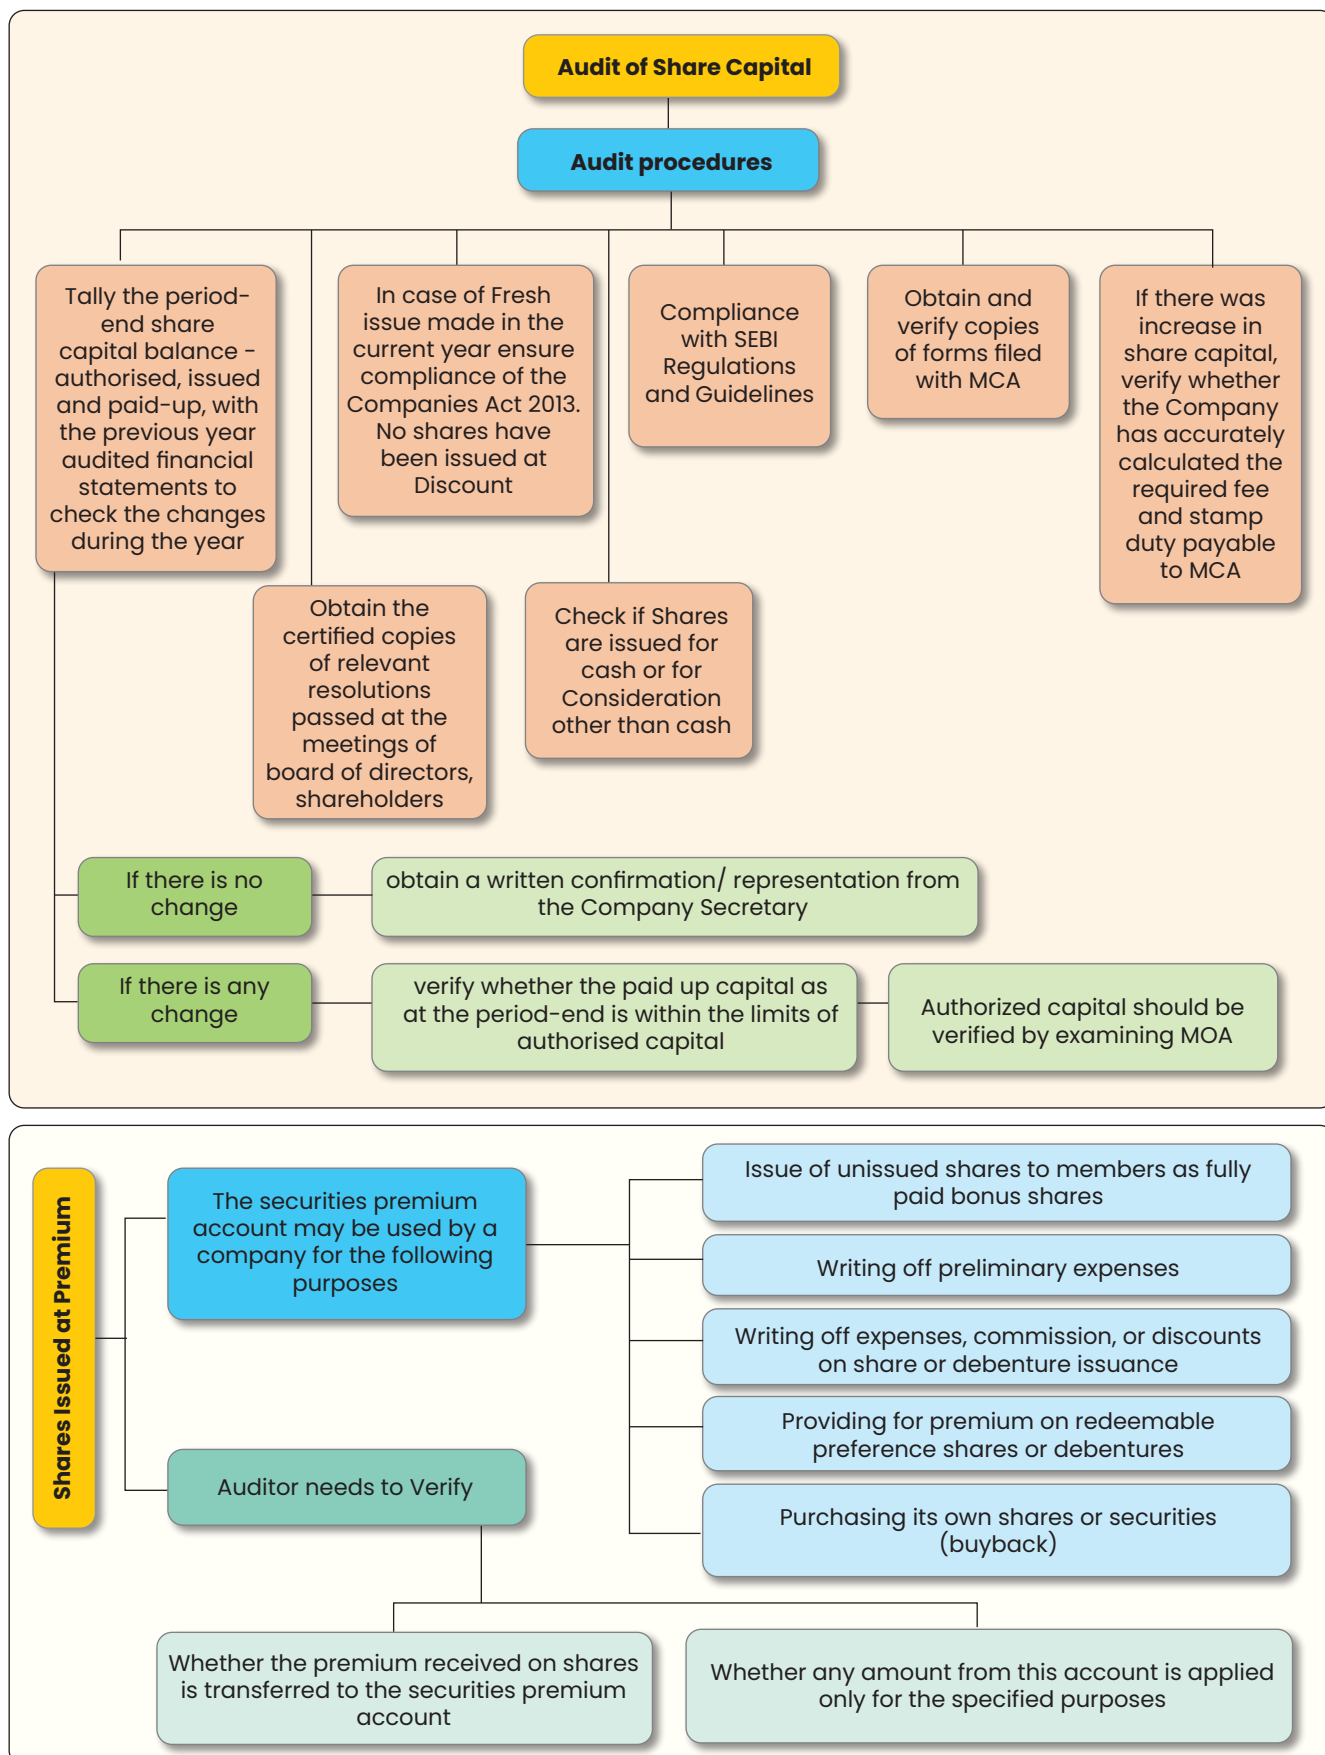 Audit of Share Capital
Audit procedures
Tally the period-
end share
capital balance -
authorised, issued
and paid-up, with
the previous year
audited financial
statements to
check the changes
during the year
In case of Fresh
issue made in the
current year ensure
compliance of the
Companies Act 2013.
No shares have
been issued at
Discount
Compliance
with SEBI
Regulations
and Guidelines
Obtain and
verify copies
of forms filed
with MCA
If there was
increase in
share capital,
verify whether
the Company
has accurately
calculated the
required fee
and stamp
duty payable
to MCA
Obtain the
certified copies
of relevant
resolutions
passed at the
meetings of
board of directors,
shareholders
Check if Shares
are issued for
cash or for
Consideration
other than cash
If there is no
change
obtain a written confirmation/ representation from
the Company Secretary
If there is any
change
verify whether the paid up capital as
at the period-end is within the limits of
authorised capital
Authorized capital should be
verified by examining MOA
Shares Issued at Premium
The securities premium
account may be used by a
company for the following
purposes
Issue of unissued shares to members as fully
paid bonus shares
Writing off preliminary expenses
Writing off expenses, commission, or discounts
on share or debenture issuance
Providing for premium on redeemable
preference shares or debentures
Purchasing its own shares or securities
(buyback)
Auditor needs to Verify
Whether the premium received on shares
is transferred to the securities premium
account
Whether any amount from this account is applied
only for the specified purposes